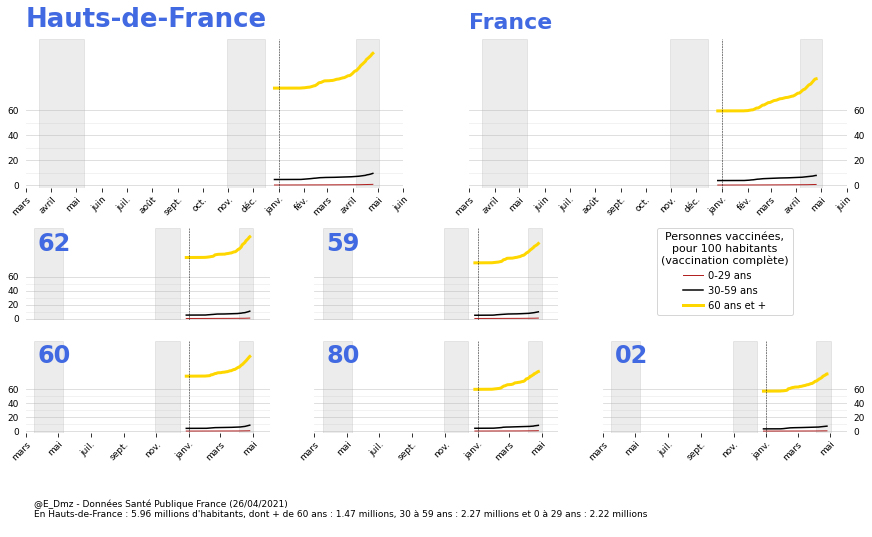 Hauts-de-France
France
60
40
20
0
mars avril mai juin juil. août sept. oct. nov. déc. janv. fév. mars avril mai juin
60
40
20
0
mars avril mai juin juil. août sept. oct. nov. déc. janv. fév. mars avril mai juin
62
60
40
20
0
59
Personnes vaccinées,
pour 100 habitants
(vaccination complète)
0-29 ans
30-59 ans
60 ans et +
60
60
40
20
0
mars mai juil. sept. nov. janv. mars mai
80
mars mai juil. sept. nov. janv. mars mai
02
60
40
20
0
mars mai juil. sept. nov. janv. mars mai
@E_Dmz - Données Santé Publique France (26/04/2021)
En Hauts-de-France : 5.96 millions d'habitants, dont + de 60 ans : 1.47 millions, 30 à 59 ans : 2.27 millions et 0 à 29 ans : 2.22 millions